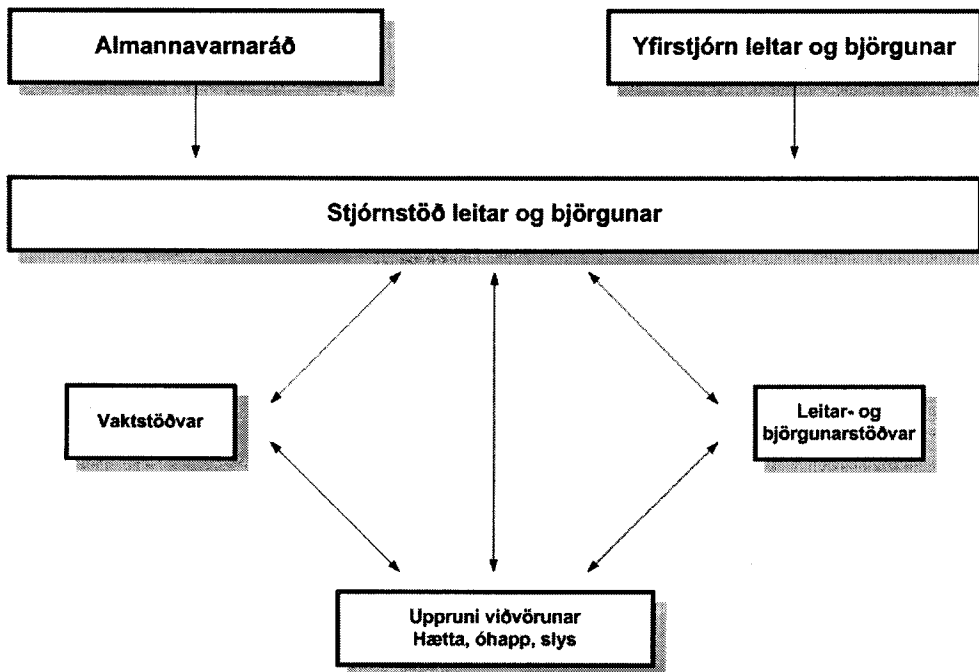 Almannavarnaráð
Yfirstjórn leitar og björgunar
Stjórnstöð leitar og björgunar
Vaktstöðvar
Leitar- og
björgunarstöðvar
Uppruni viðvörunar
Hætta, óhapp, slys